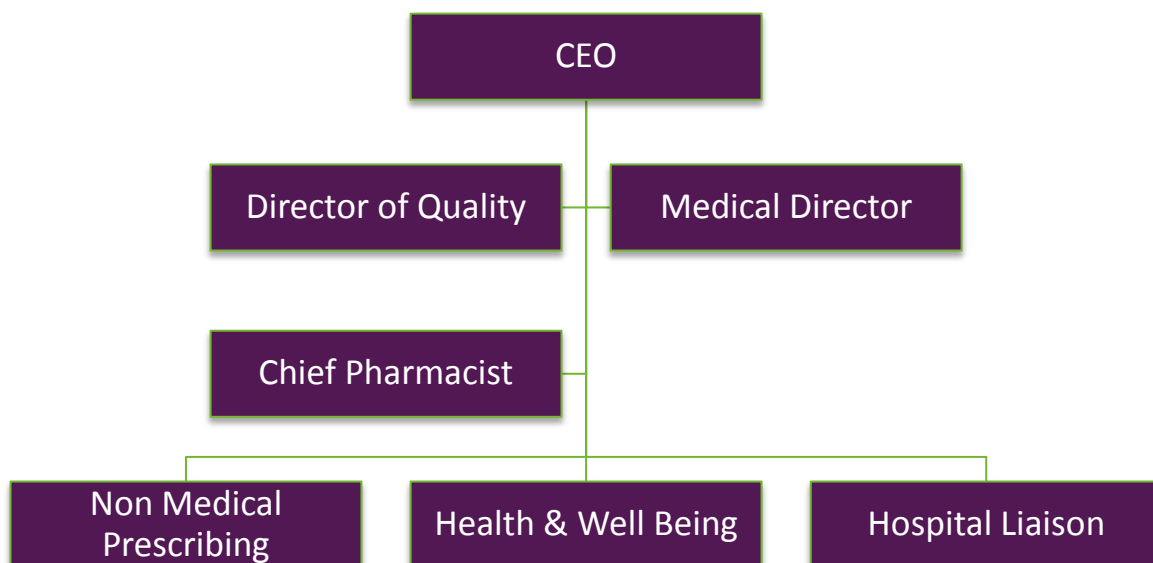 CEO
Director of Quality
Medical Director
Chief Pharmacist
Non Medical
Prescribing
Health & Well Being
Hospital Liaison